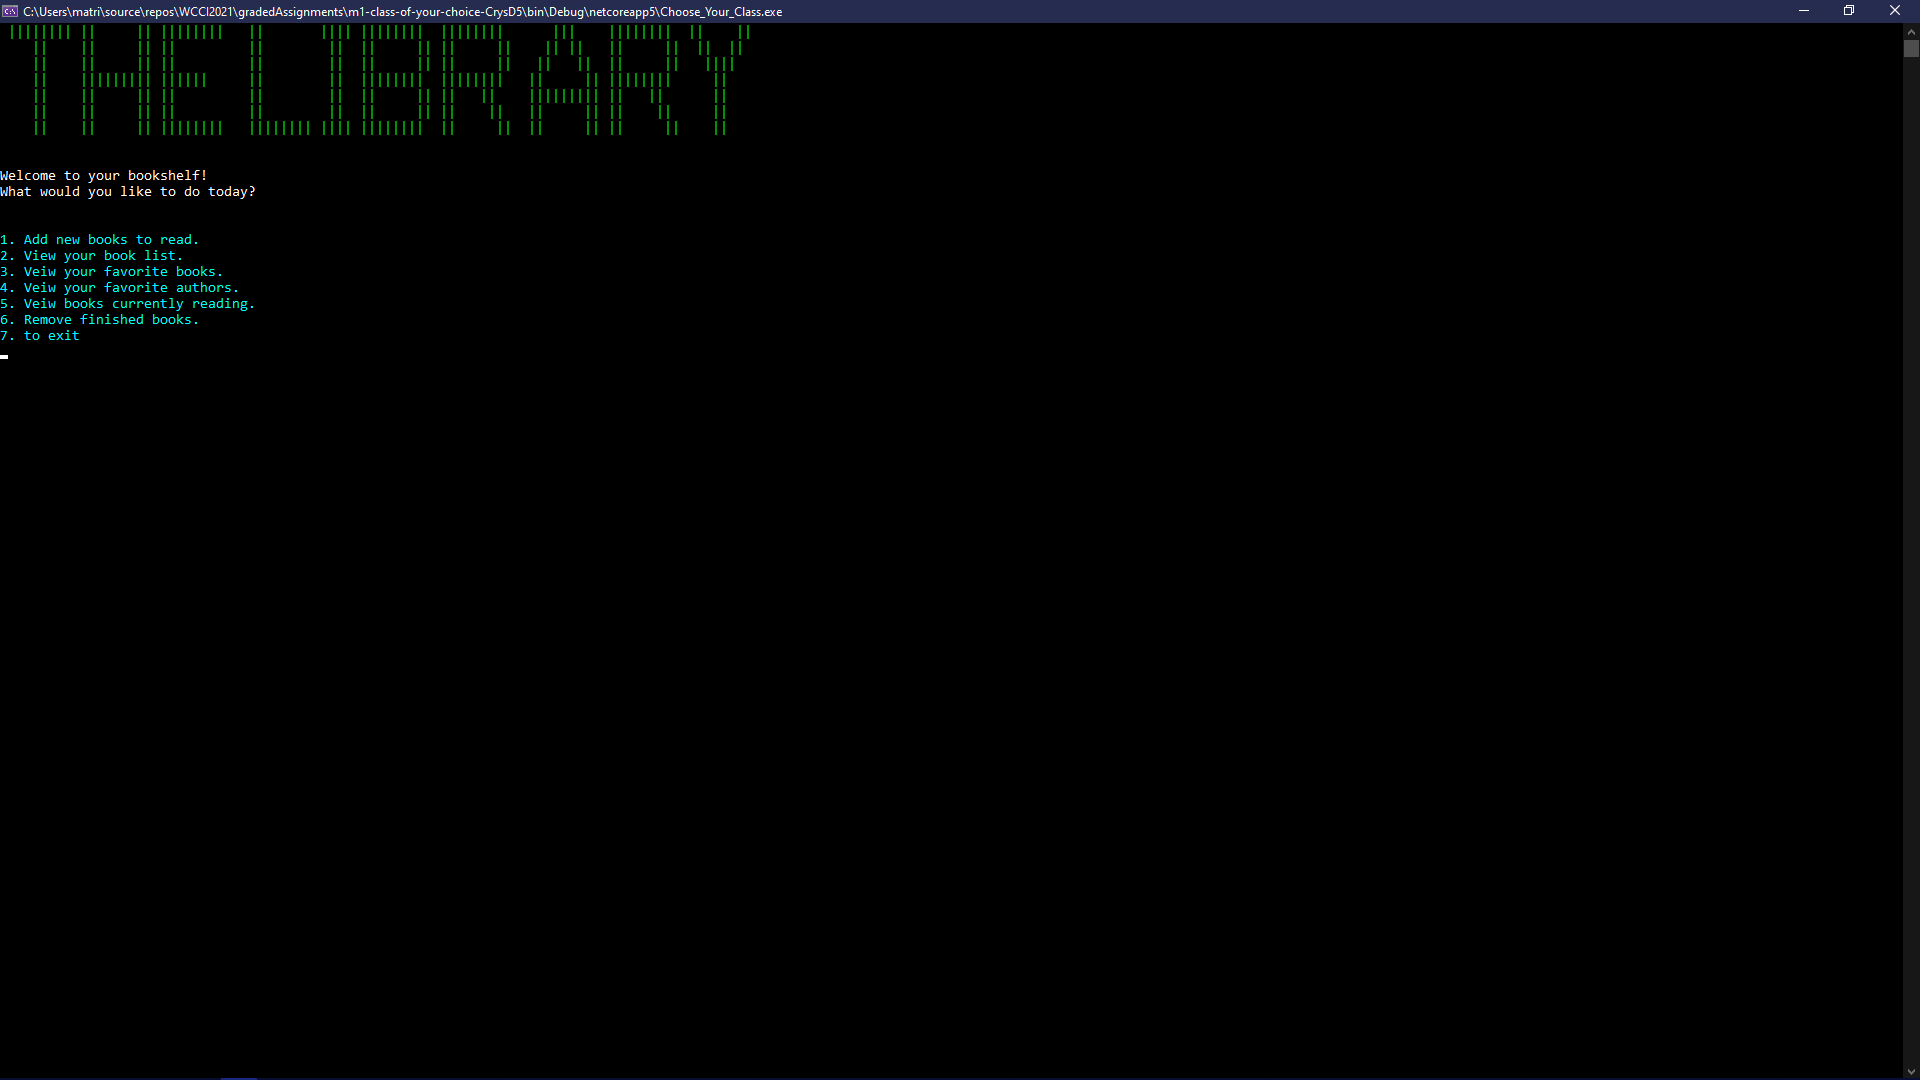 C:\Users\matri\source\repos\WCCI2021\gradedAssignments\m1-class-of-your-choice-CrysD5\bin\Debug\netcoreapp5\Choose_Your_Class.exe
THE LIBRARY
Welcome to your bookshelf!
What would you like to do today?
1. Add new books to read.
2. View your book list.
3. Veiw your favorite books.
4. Veiw your favorite authors.
5. Veiw books currently reading.
6. Remove finished books.
7. to exit